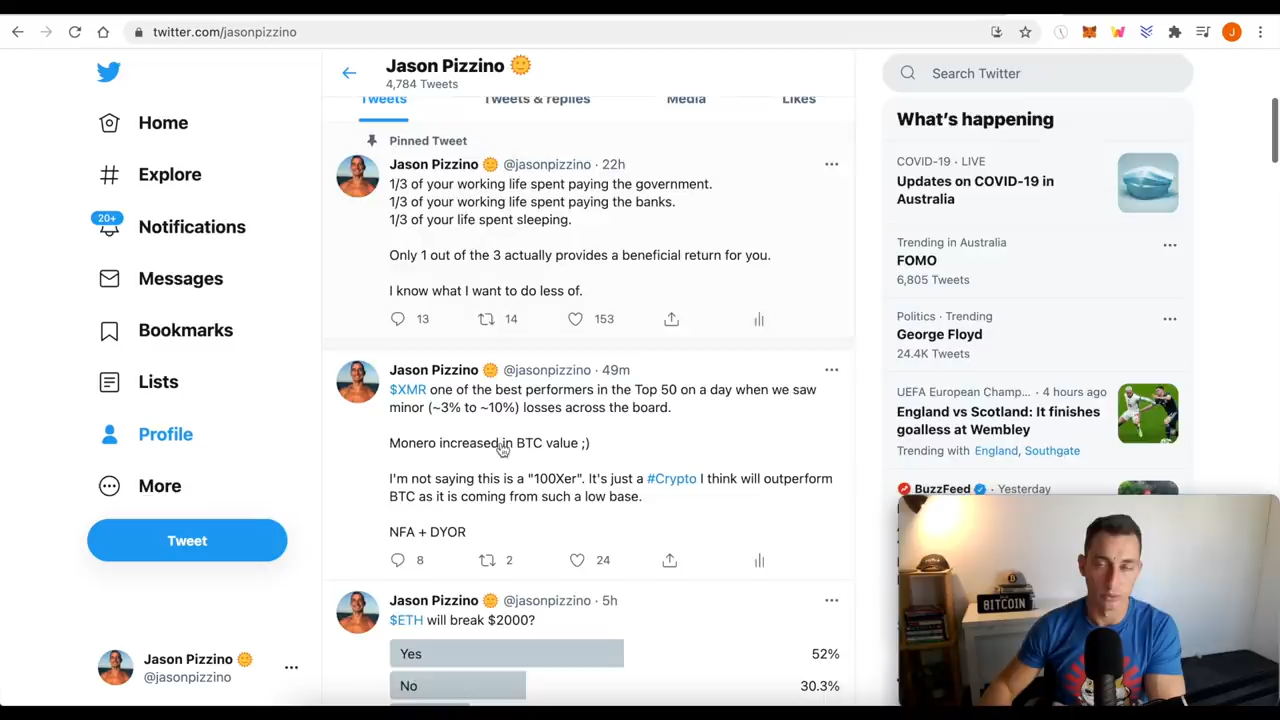 twitter.com/jasonpizzino
J
Jason Pizzino
4,784 Tweets
Tweets
Tweets & replies
Media
Likes
Search Twitter
Home
Explore
20+
Notifications
Messages
Bookmarks
Lists
Profile
More
Tweet
Jason Pizzino
@jasonpizzino
Pinned Tweet
Jason Pizzino @jasonpizzino · 22h
1/3 of your working life spent paying the government.
1/3 of your working life spent paying the banks.
1/3 of your life spent sleeping.
Only 1 out of the 3 actually provides a beneficial return for you.
I know what I want to do less of.
13 14 153
Jason Pizzino @jasonpizzino · 49m
$XMR one of the best performers in the Top 50 on a day when we saw
minor (~3% to ~10%) losses across the board.
Monero increased in BTC value ;)
I'm not saying this is a "100Xer". It's just a #Crypto I think will outperform
BTC as it is coming from such a low base.
NFA + DYOR
8 2 24
Jason Pizzino @jasonpizzino · 5h
$ETH will break $2000?
Yes 52%
No 30.3%
What's happening
COVID-19 · LIVE
Updates on COVID-19 in
Australia
Trending in Australia
FOMO
6,805 Tweets
Politics · Trending
George Floyd
24.4K Tweets
UEFA European Champ... · 4 hours ago
England vs Scotland: It finishes
goalless at Wembley
Trending with England, Southgate
BuzzFeed · Yesterday
BITCOIN